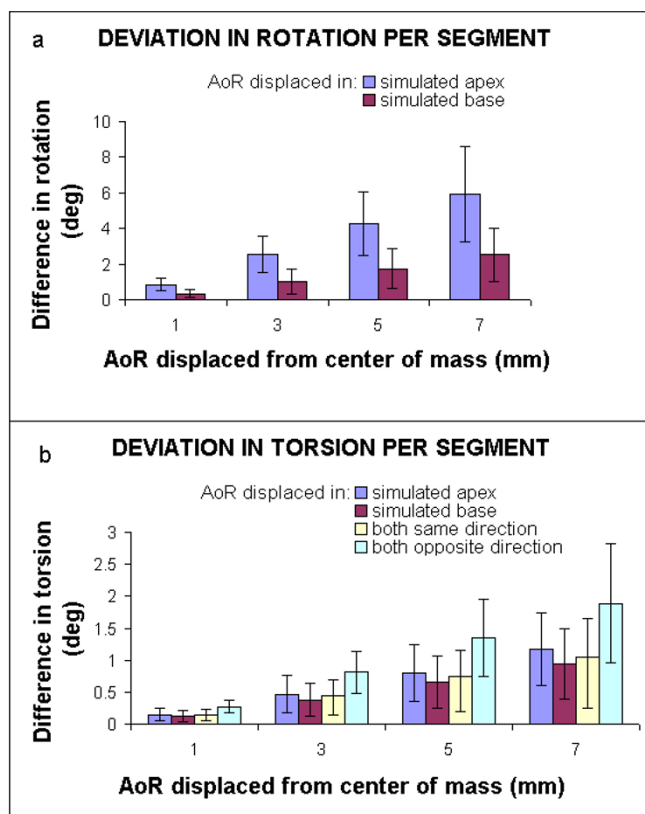 a
DEVIATION IN ROTATION PER SEGMENT
AoR displaced in: simulated apex
simulated base
Difference in rotation
(deg)
10
8
6
4
2
0
1 3 5 7
AoR displaced from center of mass (mm)
b
DEVIATION IN TORSION PER SEGMENT
AoR displaced in: simulated apex
simulated base
both same direction
both opposite direction
Difference in torsion
(deg)
3
2.5
2
1.5
1
0.5
0
1 3 5 7
AoR displaced from center of mass (mm)